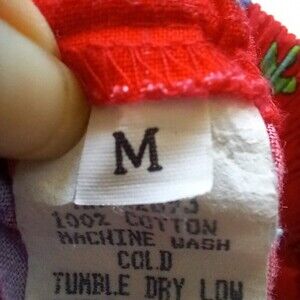 M
100% COTTON
MACHINE WASH
COLD
TUMBLE DRY LOW